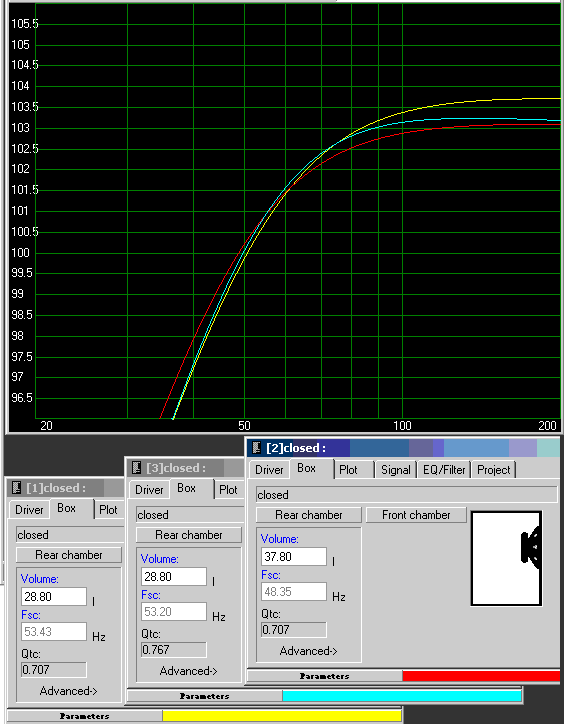 105.5
105
104.5
104
103.5
103
102.5
102
101.5
101
100.5
100
99.5
99
98.5
98
97.5
97
96.5
20 50 100 200
[2]closed :
Driver Box Plot Signal EQ/Filter Project
closed
Rear chamber Front chamber
Volume:
37.80 l
Fsc:
48.35 Hz
Qtc:
0.707
Advanced->
Parameters
[3]closed :
Driver Box Plot
closed
Rear chamber
Volume:
28.80 l
Fsc:
53.20 Hz
Qtc:
0.767
Advanced->
Parameters
[1]closed :
Driver Box Plot
closed
Rear chamber
Volume:
28.80 l
Fsc:
53.43 Hz
Qtc:
0.707
Advanced->
Parameters